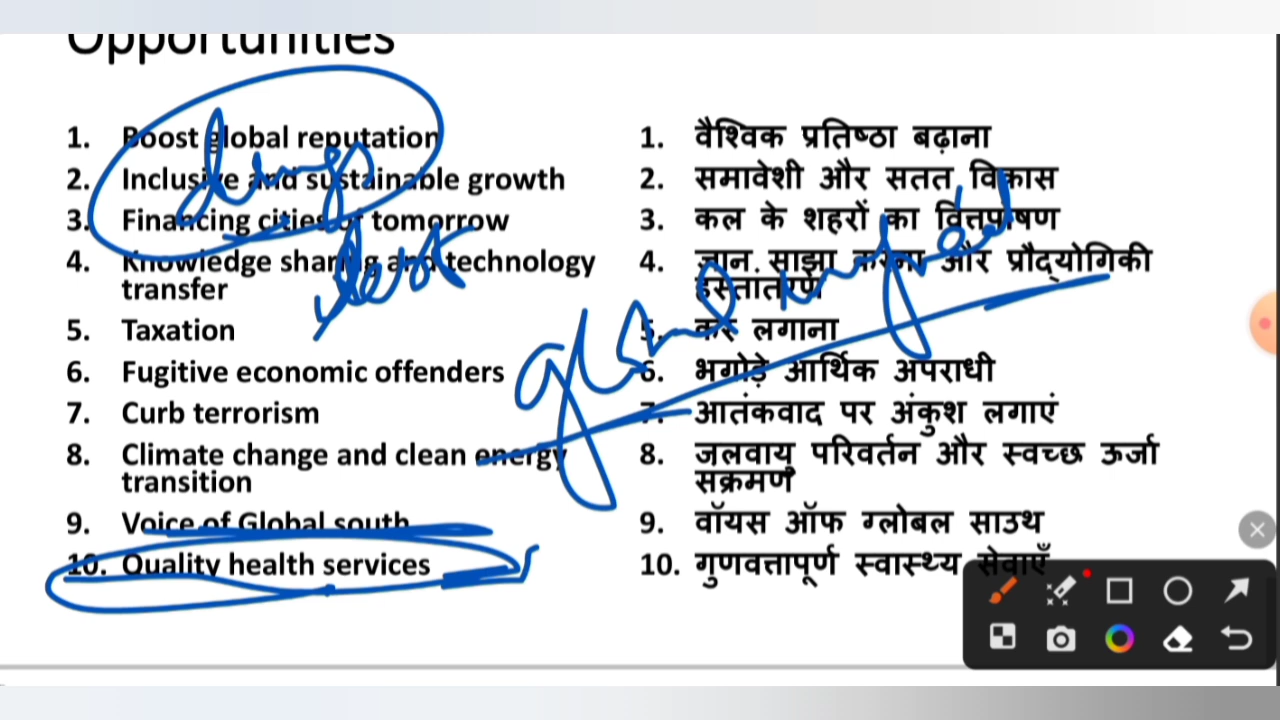 Opportunities
1. Boost global reputation
2. Inclusive and sustainable growth
3. Financing cities of tomorrow
4. Knowledge sharing and technology
transfer
5. Taxation
6. Fugitive economic offenders
7. Curb terrorism
8. Climate change and clean energy
transition
9. Voice of Global south
10. Quality health services
1. वैश्विक प्रतिष्ठा बढ़ाना
2. समावेशी और सतत विकास
3. कल के शहरों का वित्तपोषण
4. ज्ञान साझा करना और प्रौद्योगिकी
हस्तांतरण
5. कर लगाना
6. भगोड़े आर्थिक अपराधी
7. आतंकवाद पर अंकुश लगाएं
8. जलवायु परिवर्तन और स्वच्छ ऊर्जा
संक्रमण
9. वॉयस ऑफ ग्लोबल साउथ
10. गुणवत्तापूर्ण स्वास्थ्य सेवाएँ
drugs